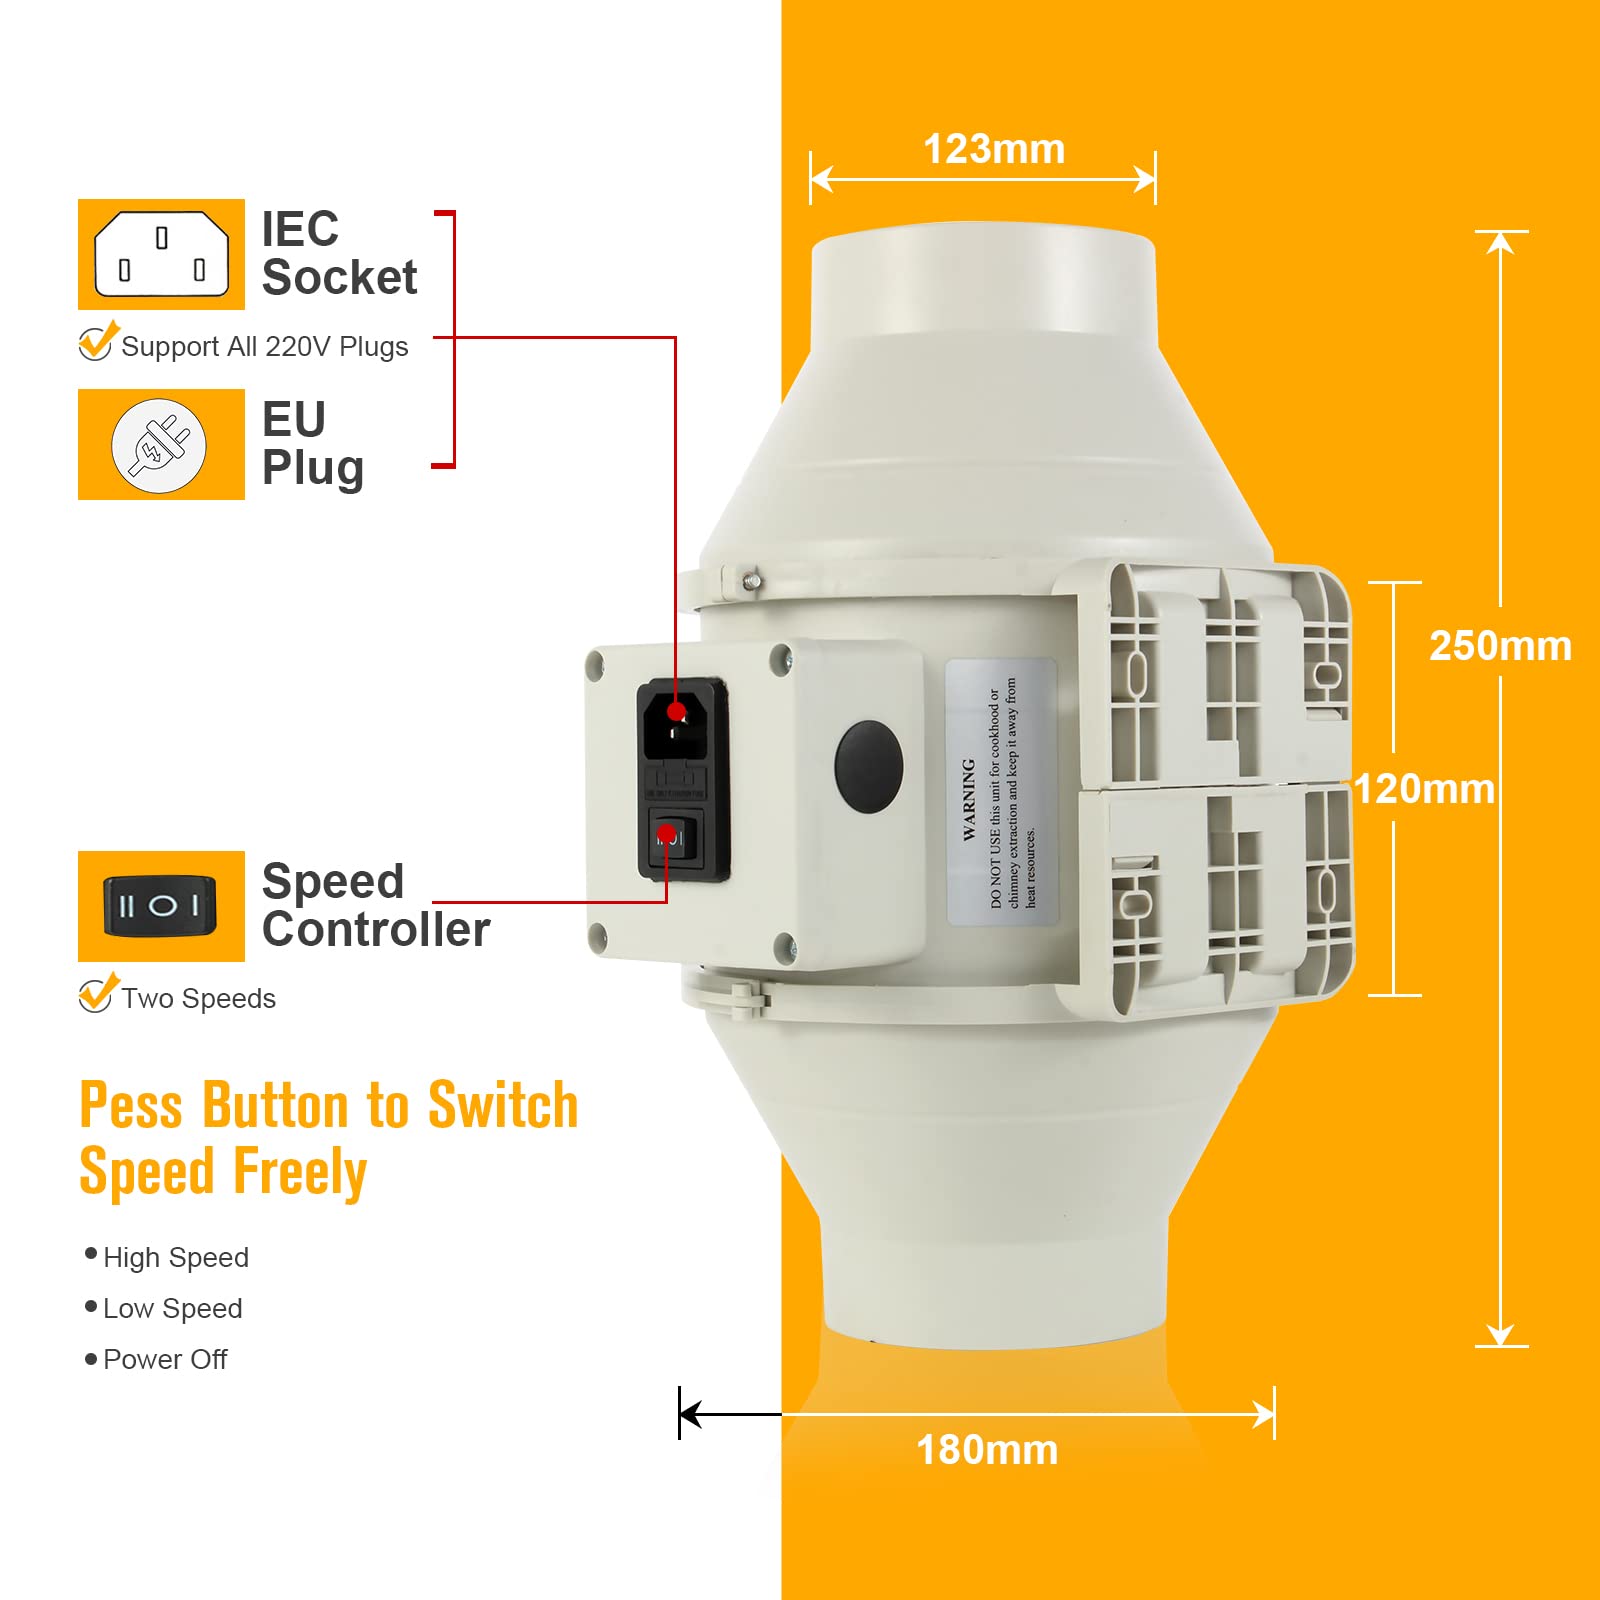 123mm
IEC
Socket
Support All 220V Plugs
EU
Plug
250mm
120mm
WARNING
DO NOT USE this unit for cookhood or
chimney extraction and keep it away from
heat resources.
II O I
Speed
Controller
Two Speeds
Pess Button to Switch
Speed Freely
High Speed
Low Speed
Power Off
180mm